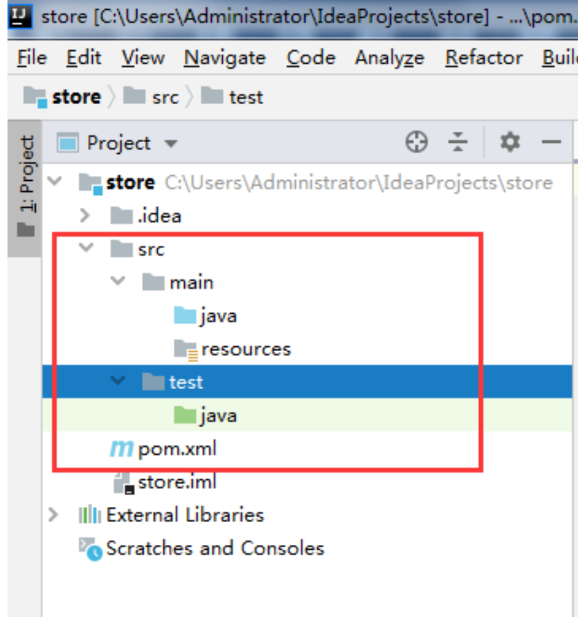 store [C:\Users\Administrator\IdeaProjects\store] - ...\pom.
File Edit View Navigate Code Analyze Refactor Buil
store src test
1: Project
Project
store C:\Users\Administrator\IdeaProjects\store
.idea
src
main
java
resources
test
java
pom.xml
store.iml
External Libraries
Scratches and Consoles